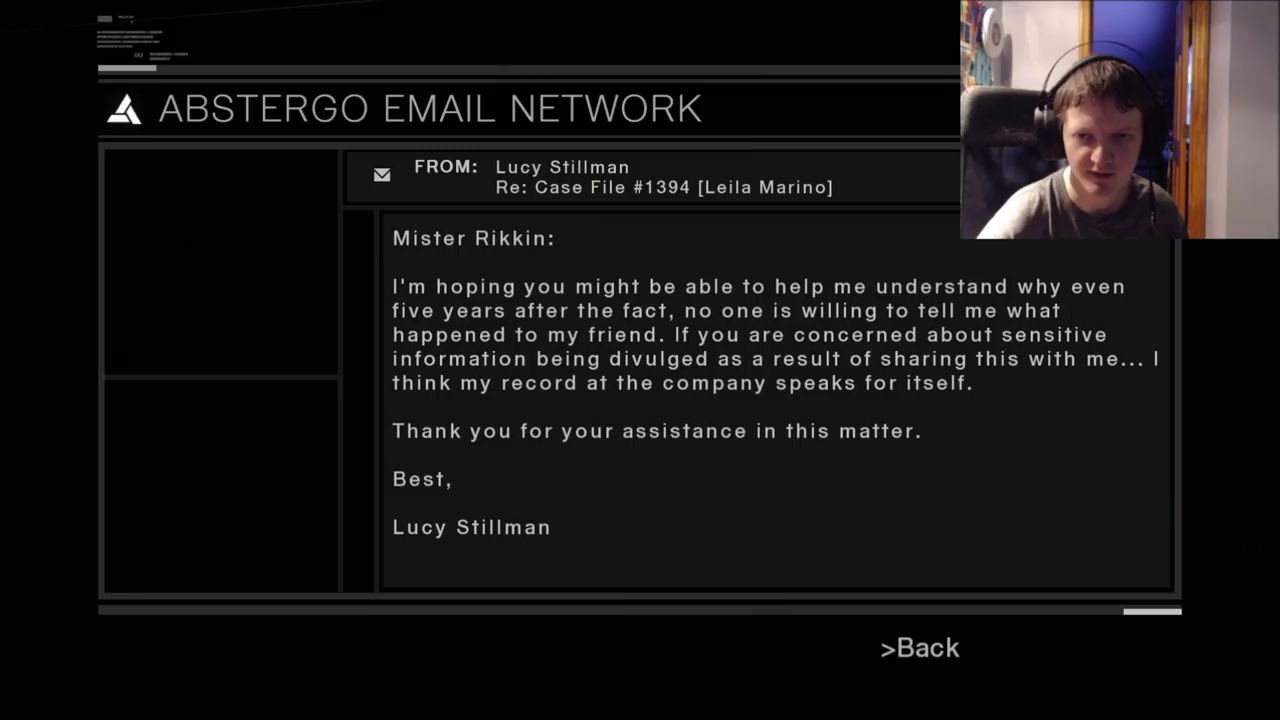 ABSTERGO EMAIL NETWORK
FROM: Lucy Stillman
Re: Case File #1394 [Leila Marino]
Mister Rikkin:
I'm hoping you might be able to help me understand why even
five years after the fact, no one is willing to tell me what
happened to my friend. If you are concerned about sensitive
information being divulged as a result of sharing this with me... I
think my record at the company speaks for itself.
Thank you for your assistance in this matter.
Best,
Lucy Stillman
>Back